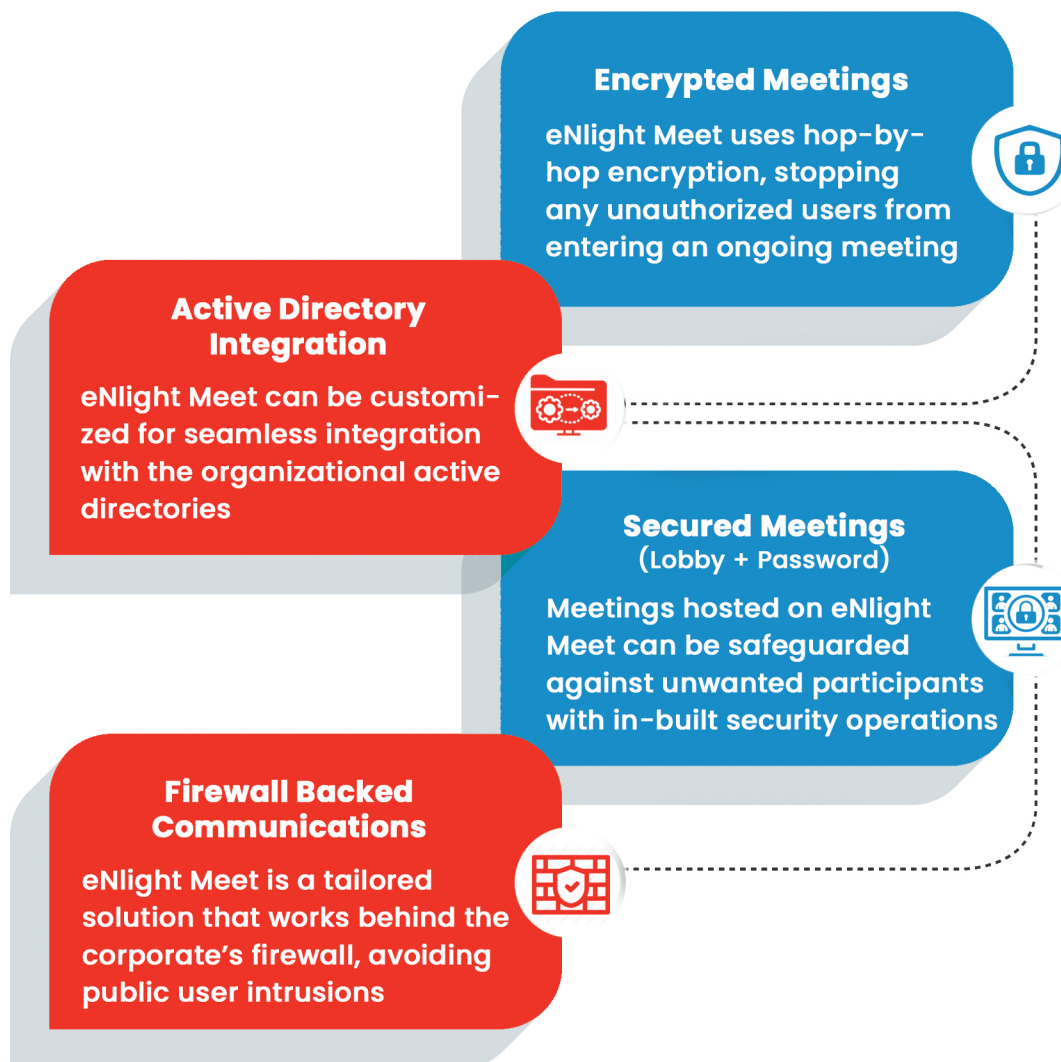 Encrypted Meetings
eNlight Meet uses hop-by-
hop encryption, stopping
any unauthorized users from
entering an ongoing meeting
Active Directory
Integration
eNlight Meet can be customi-
zed for seamless integration
with the organizational active
directories
Secured Meetings
(Lobby + Password)
Meetings hosted on eNlight
Meet can be safeguarded
against unwanted participants
with in-built security operations
Firewall Backed
Communications
eNlight Meet is a tailored
solution that works behind the
corporate’s firewall, avoiding
public user intrusions